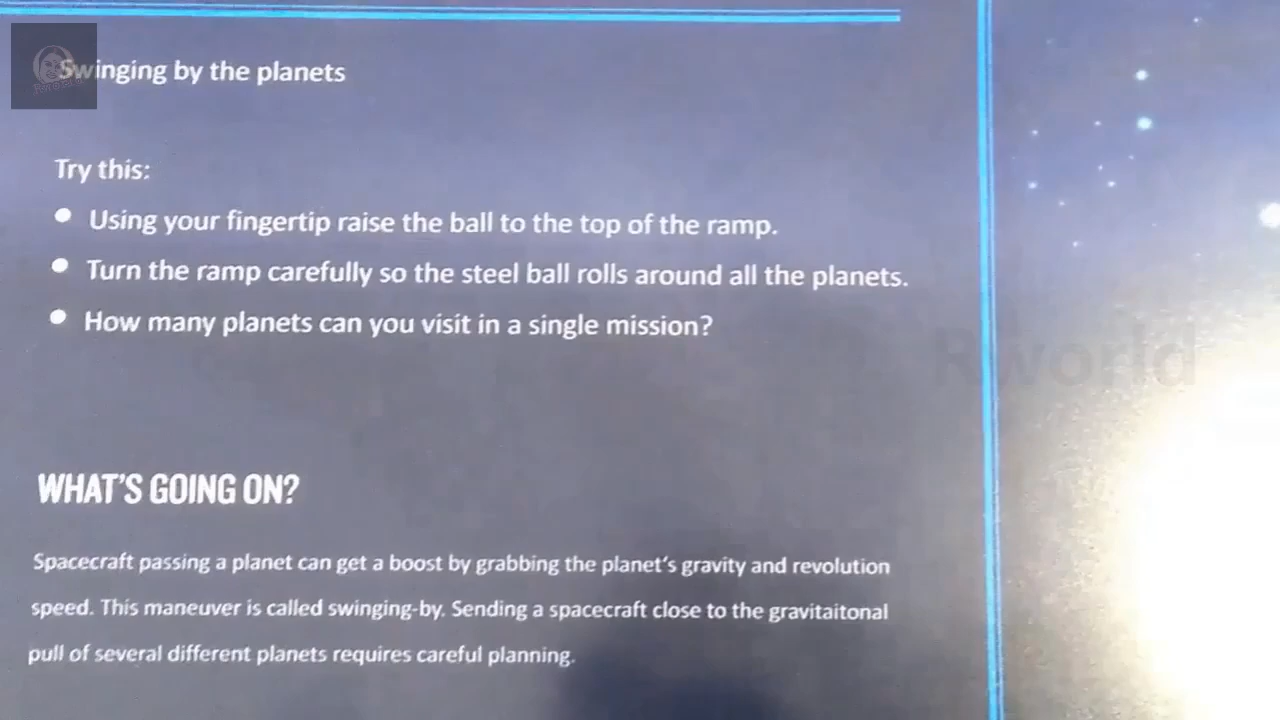 Swinging by the planets
Try this:
• Using your fingertip raise the ball to the top of the ramp.
• Turn the ramp carefully so the steel ball rolls around all the planets.
• How many planets can you visit in a single mission?
Rworld
WHAT'S GOING ON?
Spacecraft passing a planet can get a boost by grabbing the planet's gravity and revolution
speed. This maneuver is called swinging-by. Sending a spacecraft close to the gravitaitonal
pull of several different planets requires careful planning.